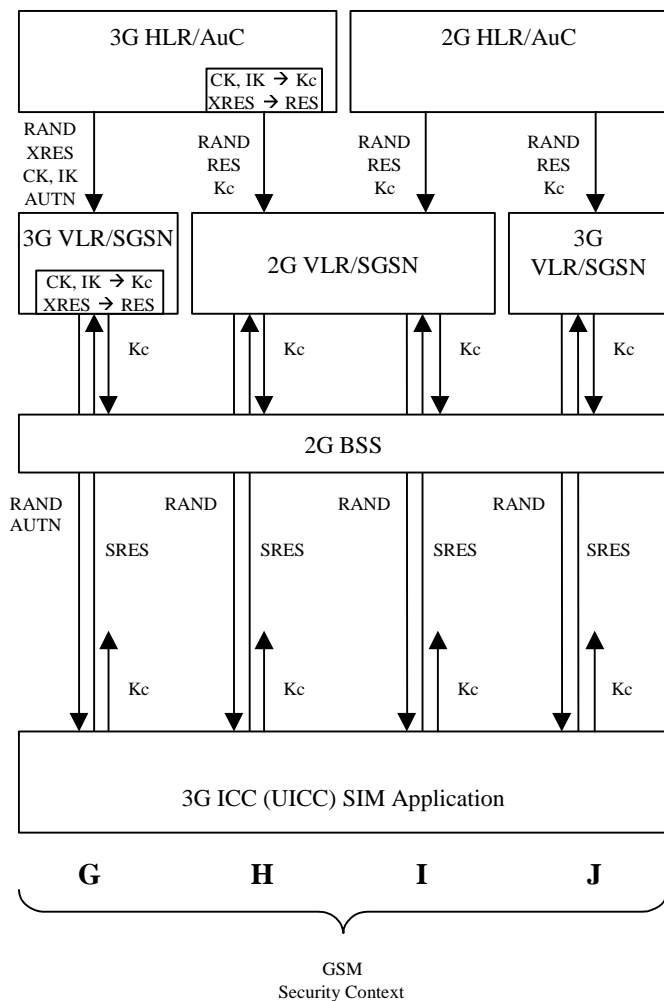 3G HLR/AuC
2G HLR/AuC
CK, IK → Kc
XRES → RES
RAND
XRES
CK, IK
AUTN
RAND
RES
Kc
RAND
RES
Kc
RAND
RES
Kc
3G VLR/SGSN
CK, IK → Kc
XRES → RES
2G VLR/SGSN
3G
VLR/SGSN
Kc
Kc
Kc
Kc
2G BSS
RAND
AUTN
RAND
RAND
RAND
SRES
SRES
SRES
SRES
Kc
Kc
Kc
Kc
3G ICC (UICC) SIM Application
G
H
I
J
GSM
Security Context